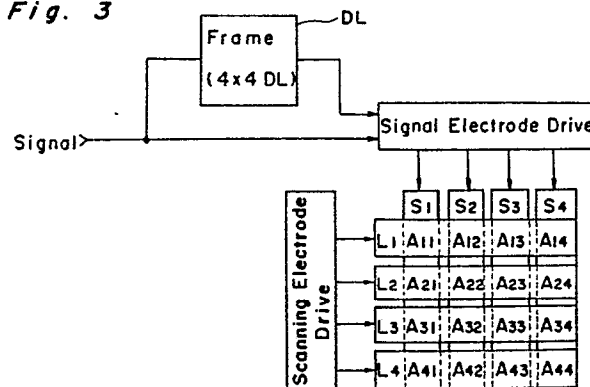 Fig. 3
DL
Frame
(4x4 DL)
Signal
Signal Electrode Drive
Scanning Electrode
Drive
S1 S2 S3 S4
L1 A11 A12 A13 A14
L2 A21 A22 A23 A24
L3 A31 A32 A33 A34
L4 A41 A42 A43 A44